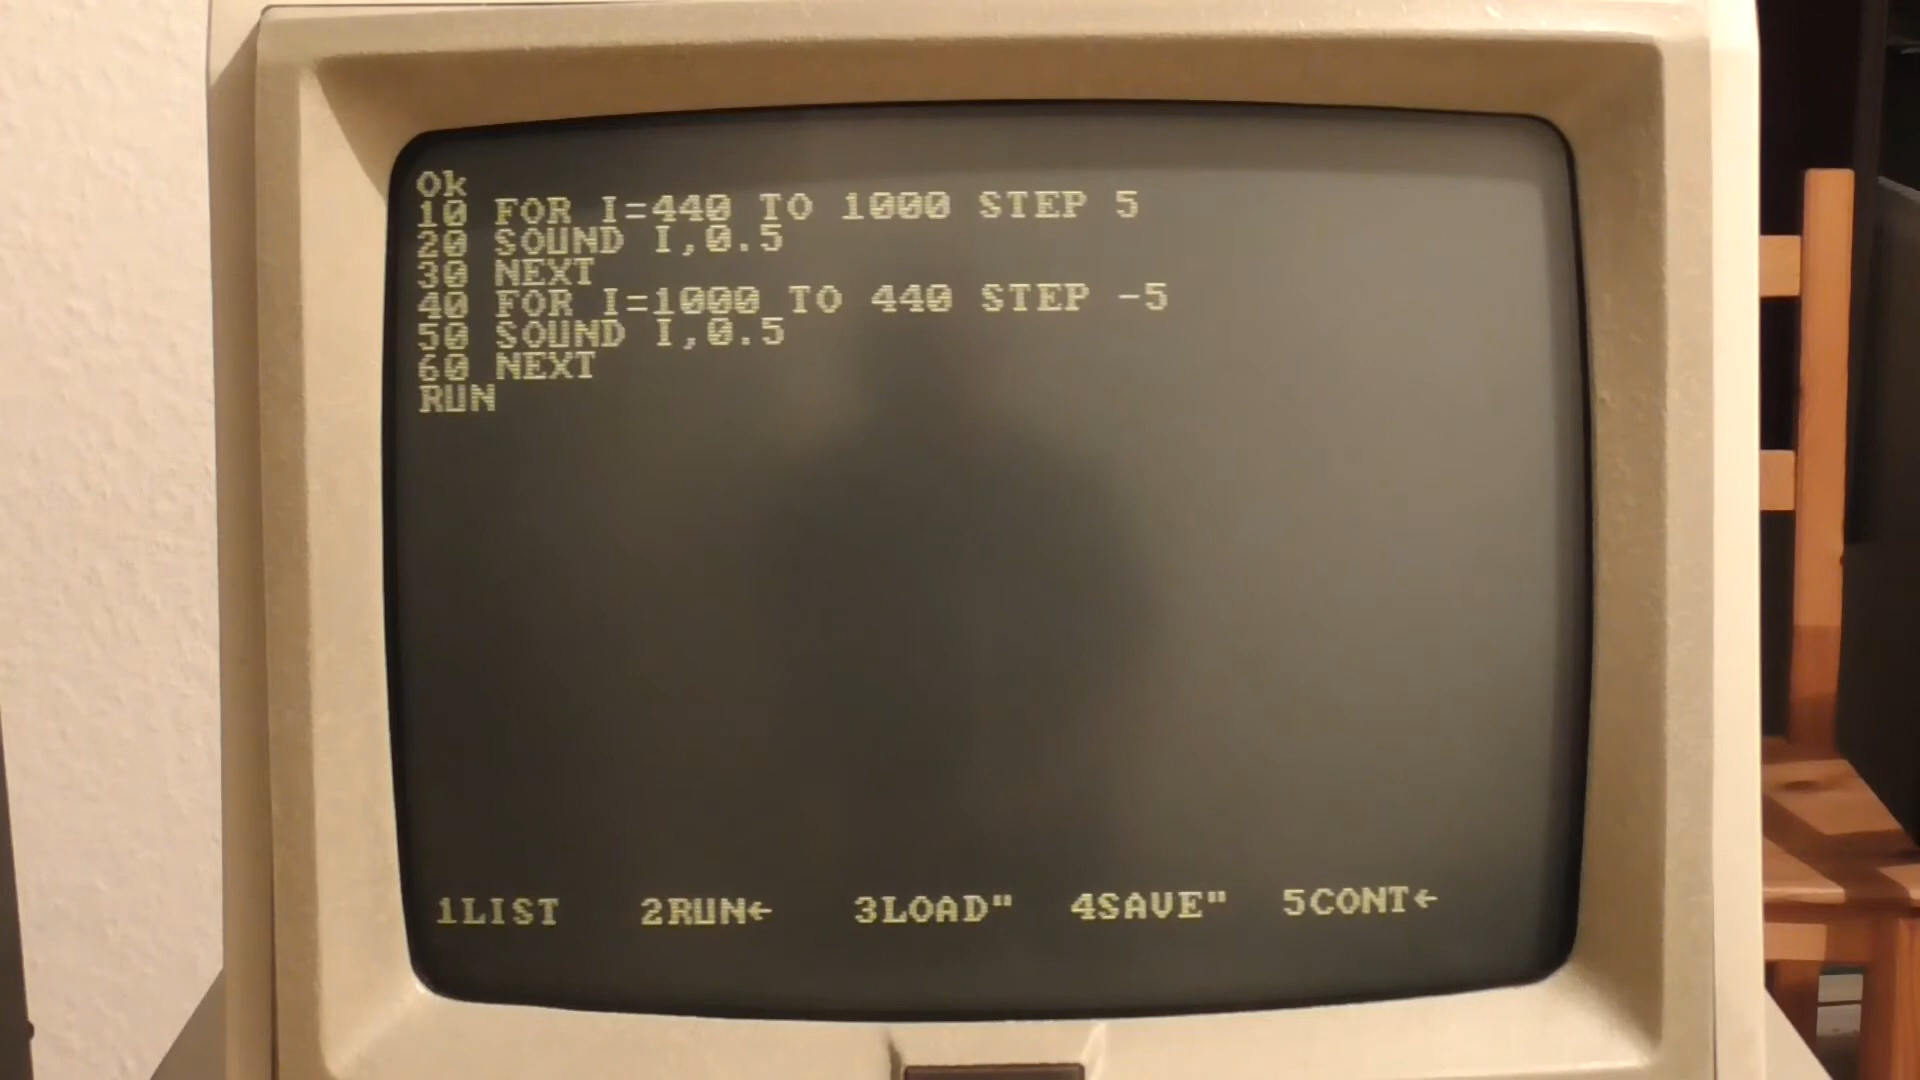 Ok
10 FOR I=440 TO 1000 STEP 5
20 SOUND I,0.5
30 NEXT
40 FOR I=1000 TO 440 STEP -5
50 SOUND I,0.5
60 NEXT
RUN
1LIST 2RUN← 3LOAD" 4SAVE" 5CONT←